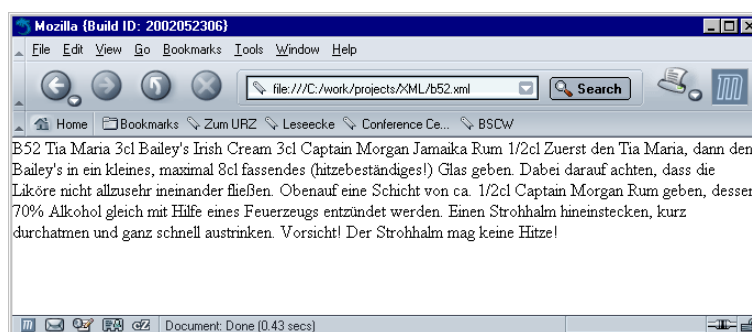 Mozilla {Build ID: 2002052306}
File Edit View Go Bookmarks Tools Window Help
file:///C:/work/projects/XML/b52.xml Search
Home Bookmarks Zum URZ Leseecke Conference Ce... BSCW
B52 Tia Maria 3cl Bailey's Irish Cream 3cl Captain Morgan Jamaika Rum 1/2cl Zuerst den Tia Maria, dann den
Bailey's in ein kleines, maximal 8cl fassendes (hitzebeständiges!) Glas geben. Dabei darauf achten, dass die
Liköre nicht allzusehr ineinander fließen. Obenauf eine Schicht von ca. 1/2cl Captain Morgan Rum geben, dessen
70% Alkohol gleich mit Hilfe eines Feuerzeugs entzündet werden. Einen Strohhalm hineinstecken, kurz
durchatmen und ganz schnell austrinken. Vorsicht! Der Strohhalm mag keine Hitze!
Document: Done (0.43 secs)